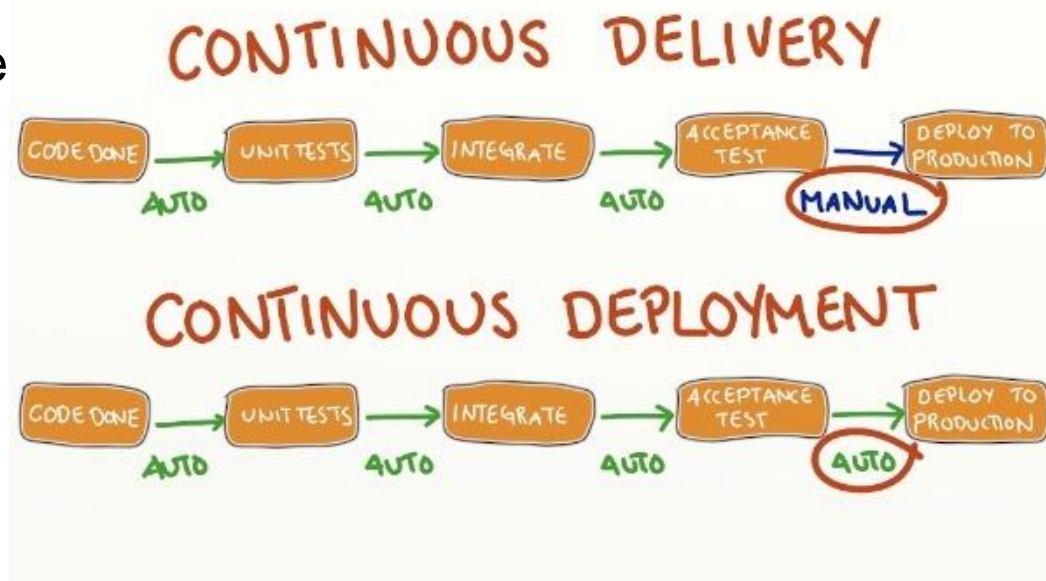 e
CONTINUOUS DELIVERY
CODE DONE
UNIT TESTS
INTEGRATE
ACCEPTANCE
TEST
DEPLOY TO
PRODUCTION
AUTO
AUTO
AUTO
MANUAL
CONTINUOUS DEPLOYMENT
CODE DONE
UNIT TESTS
INTEGRATE
ACCEPTANCE
TEST
DEPLOY TO
PRODUCTION
AUTO
AUTO
AUTO
AUTO